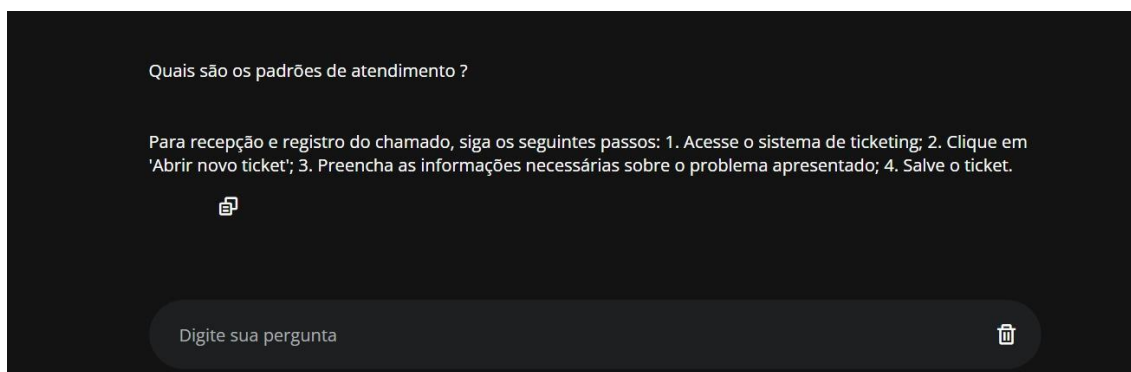 Quais são os padrões de atendimento ?
Para recepção e registro do chamado, siga os seguintes passos: 1. Acesse o sistema de ticketing; 2. Clique em
'Abrir novo ticket'; 3. Preencha as informações necessárias sobre o problema apresentado; 4. Salve o ticket.
Digite sua pergunta